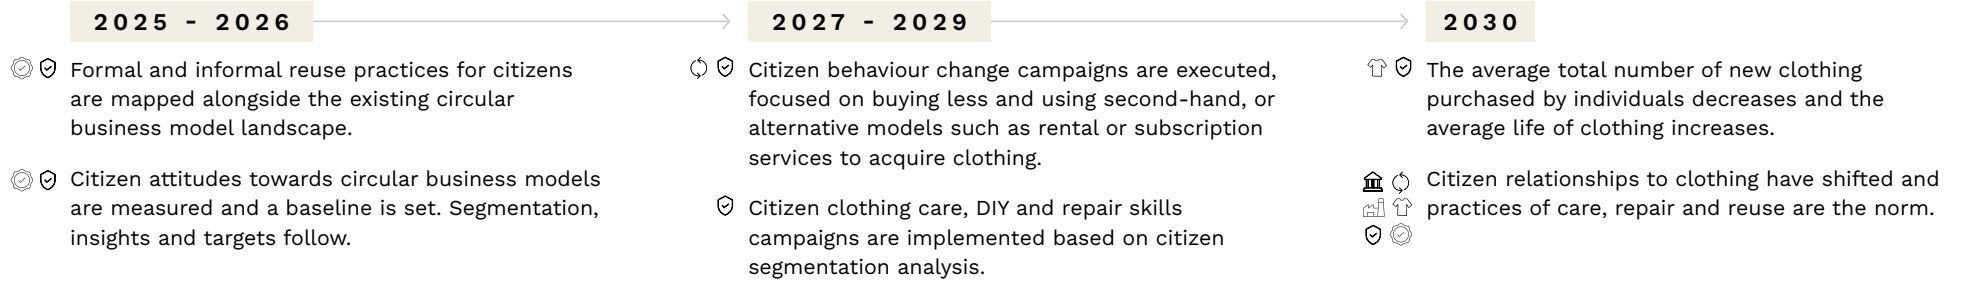 2025 - 2026
Formal and informal reuse practices for citizens
are mapped alongside the existing circular
business model landscape.
Citizen attitudes towards circular business models
are measured and a baseline is set. Segmentation,
insights and targets follow.
2027 - 2029
Citizen behaviour change campaigns are executed,
focused on buying less and using second-hand, or
alternative models such as rental or subscription
services to acquire clothing.
Citizen clothing care, DIY and repair skills
campaigns are implemented based on citizen
segmentation analysis.
2030
The average total number of new clothing
purchased by individuals decreases and the
average life of clothing increases.
Citizen relationships to clothing have shifted and
practices of care, repair and reuse are the norm.